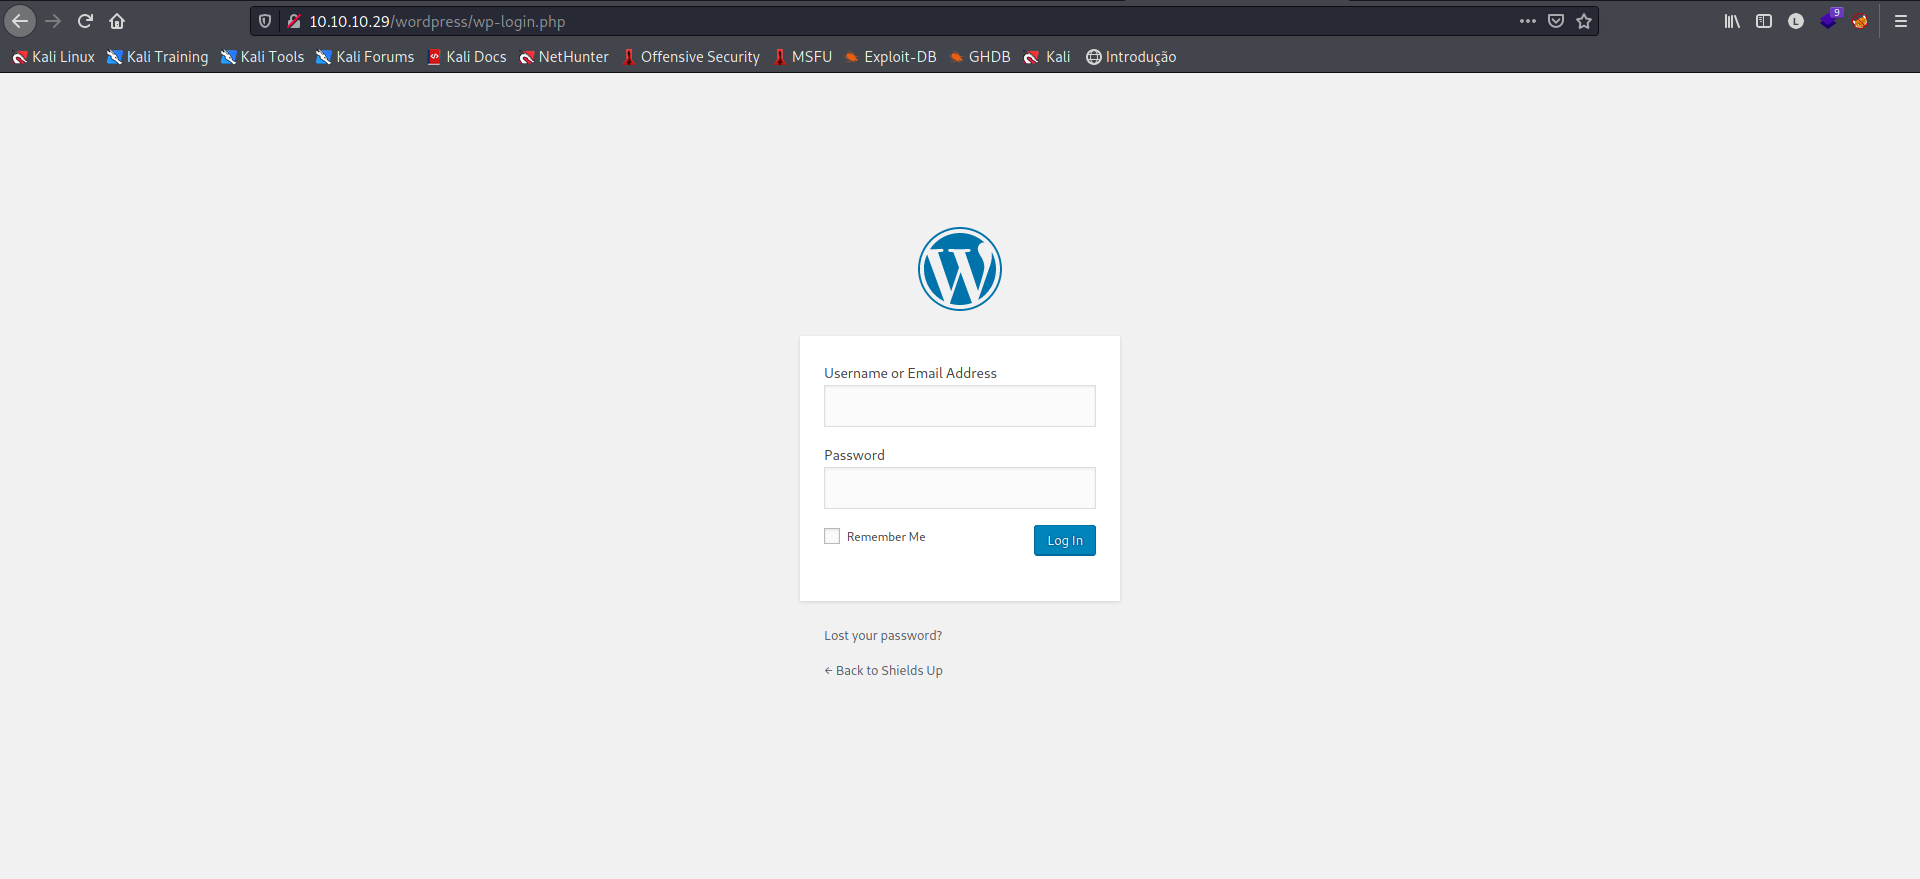 10.10.10.29/wordpress/wp-login.php
L
9
Kali Linux Kali Training Kali Tools Kali Forums Kali Docs NetHunter Offensive Security MSFU Exploit-DB GHDB Kali Introdução
W
Username or Email Address
Password
Remember Me
Log In
Lost your password?
← Back to Shields Up